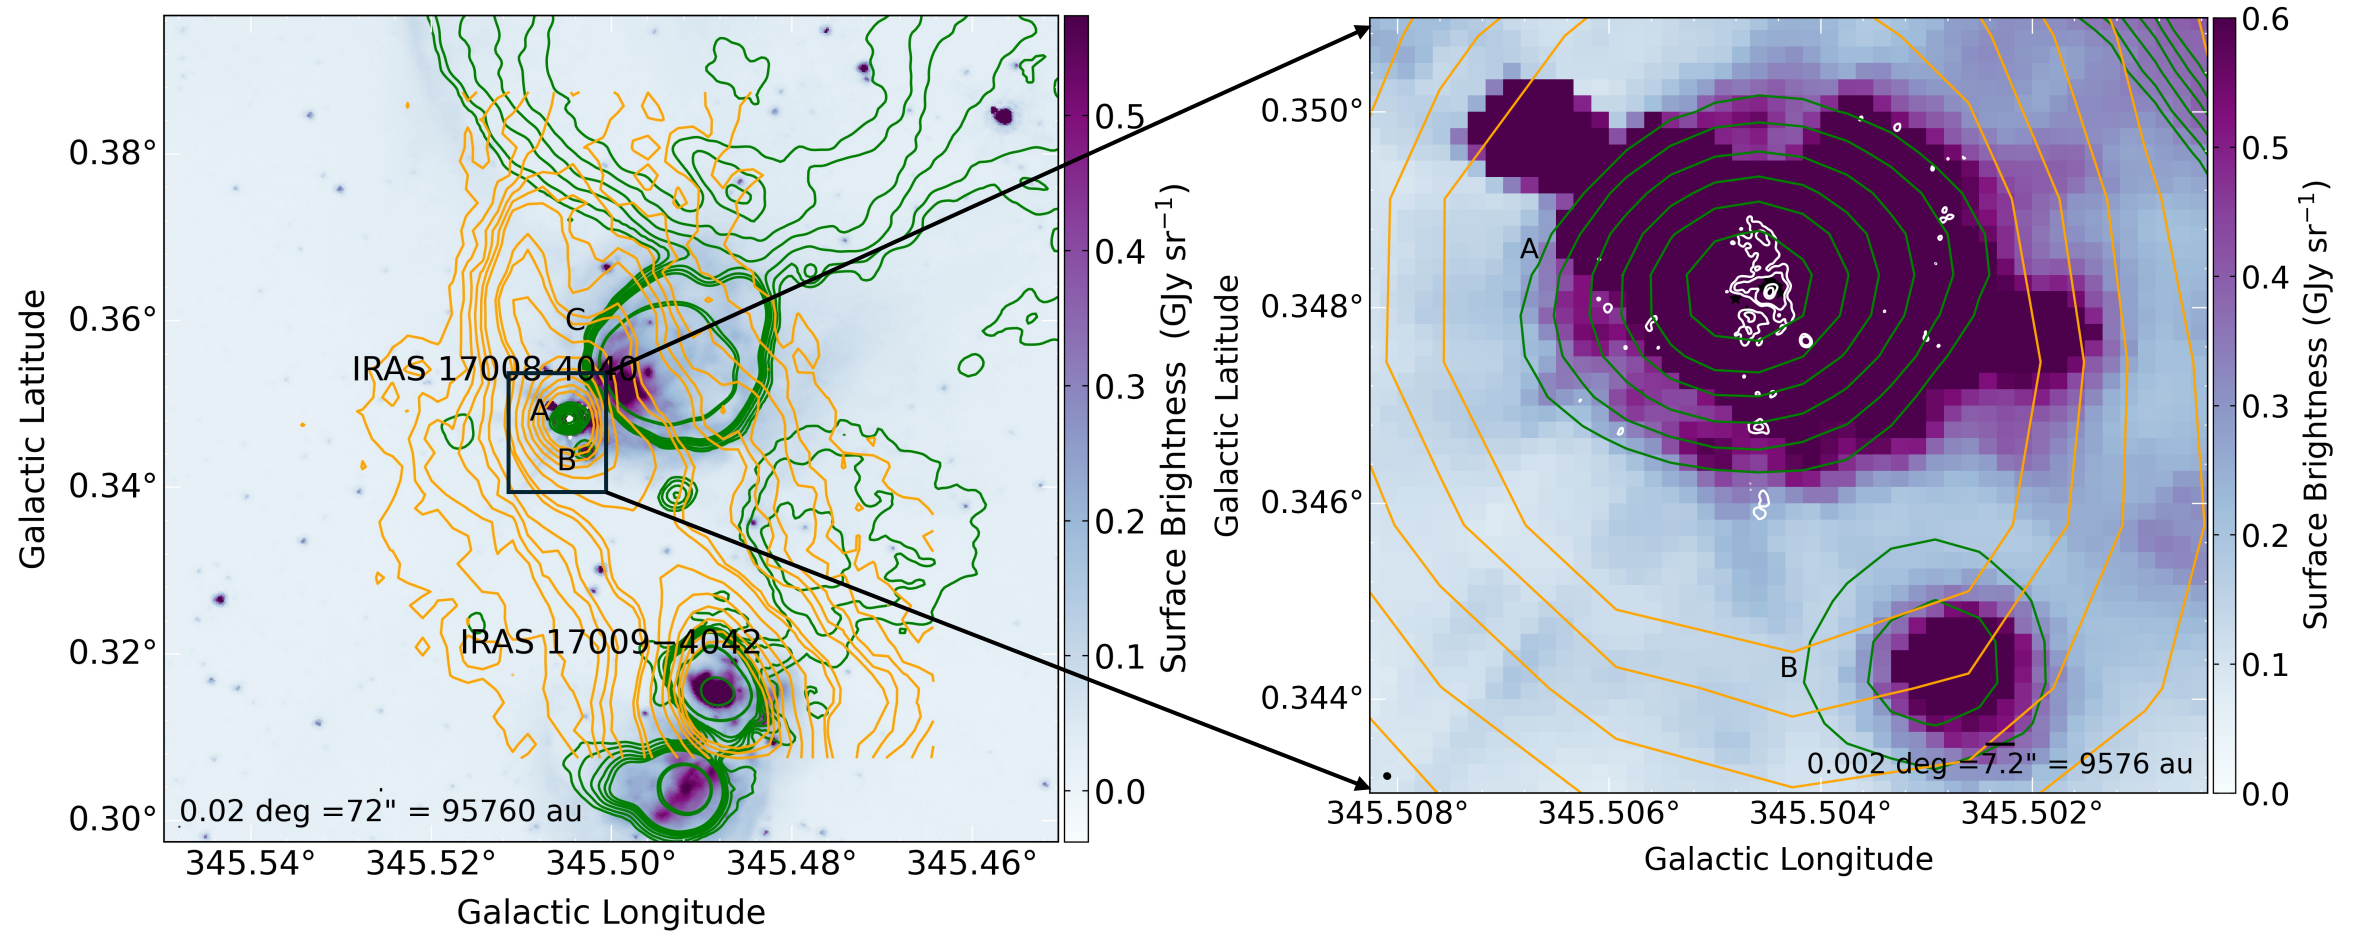 0.38°
0.36°
0.34°
0.32°
0.30°
Galactic Latitude
345.54°
345.52°
345.50°
345.48°
345.46°
Galactic Longitude
C
IRAS 17008-4040
A
B
IRAS 17009−4042
0.02 deg =72" = 95760 au
0.5
0.4
0.3
0.2
0.1
0.0
Surface Brightness (GJy sr⁻¹)
0.350°
0.348°
0.346°
0.344°
Galactic Latitude
A
B
0.002 deg =7.2" = 9576 au
345.508°
345.506°
345.504°
345.502°
Galactic Longitude
0.6
0.5
0.4
0.3
0.2
0.1
0.0
Surface Brightness (GJy sr⁻¹)